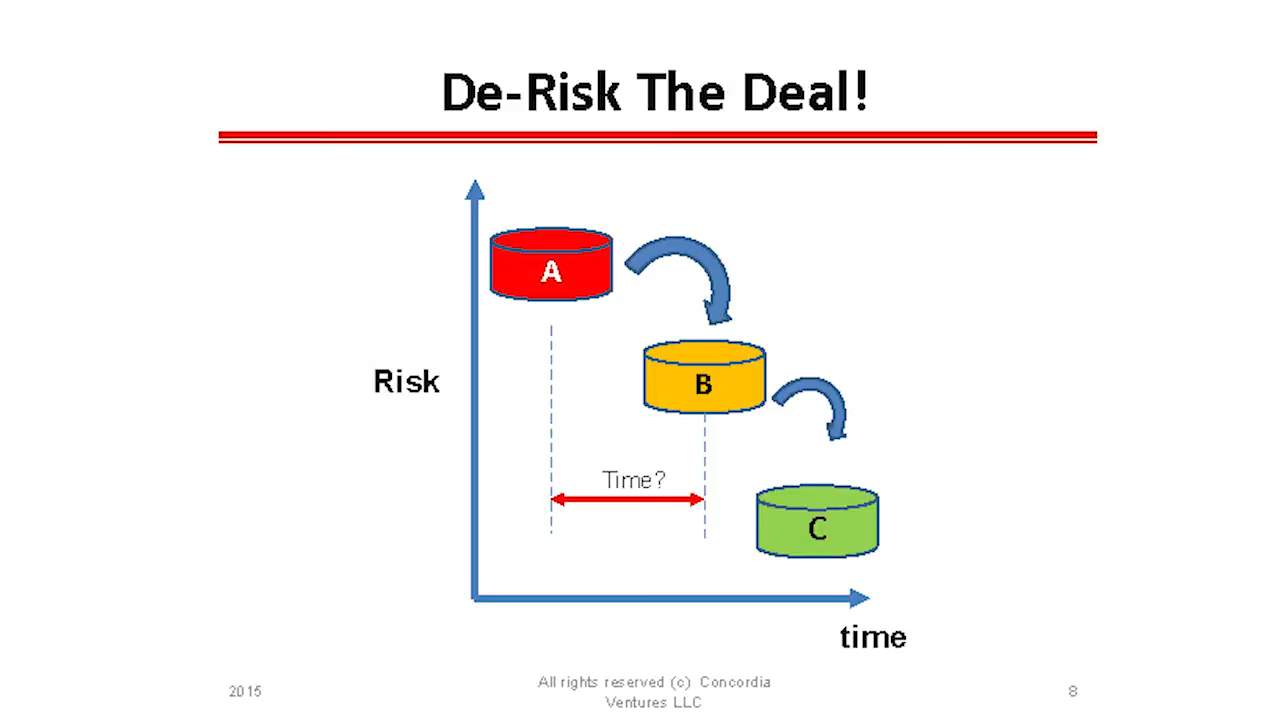 De-Risk The Deal!
A
B
Risk
Time?
C
time
2015
All rights reserved (c) Concordia
Ventures LLC
8